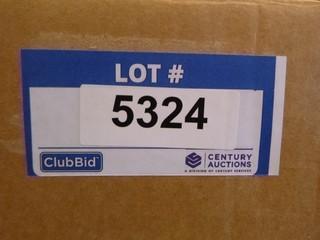 LOT #
5324
ClubBid
CENTURY
AUCTIONS
A DIVISION OF CENTURY SERVICES